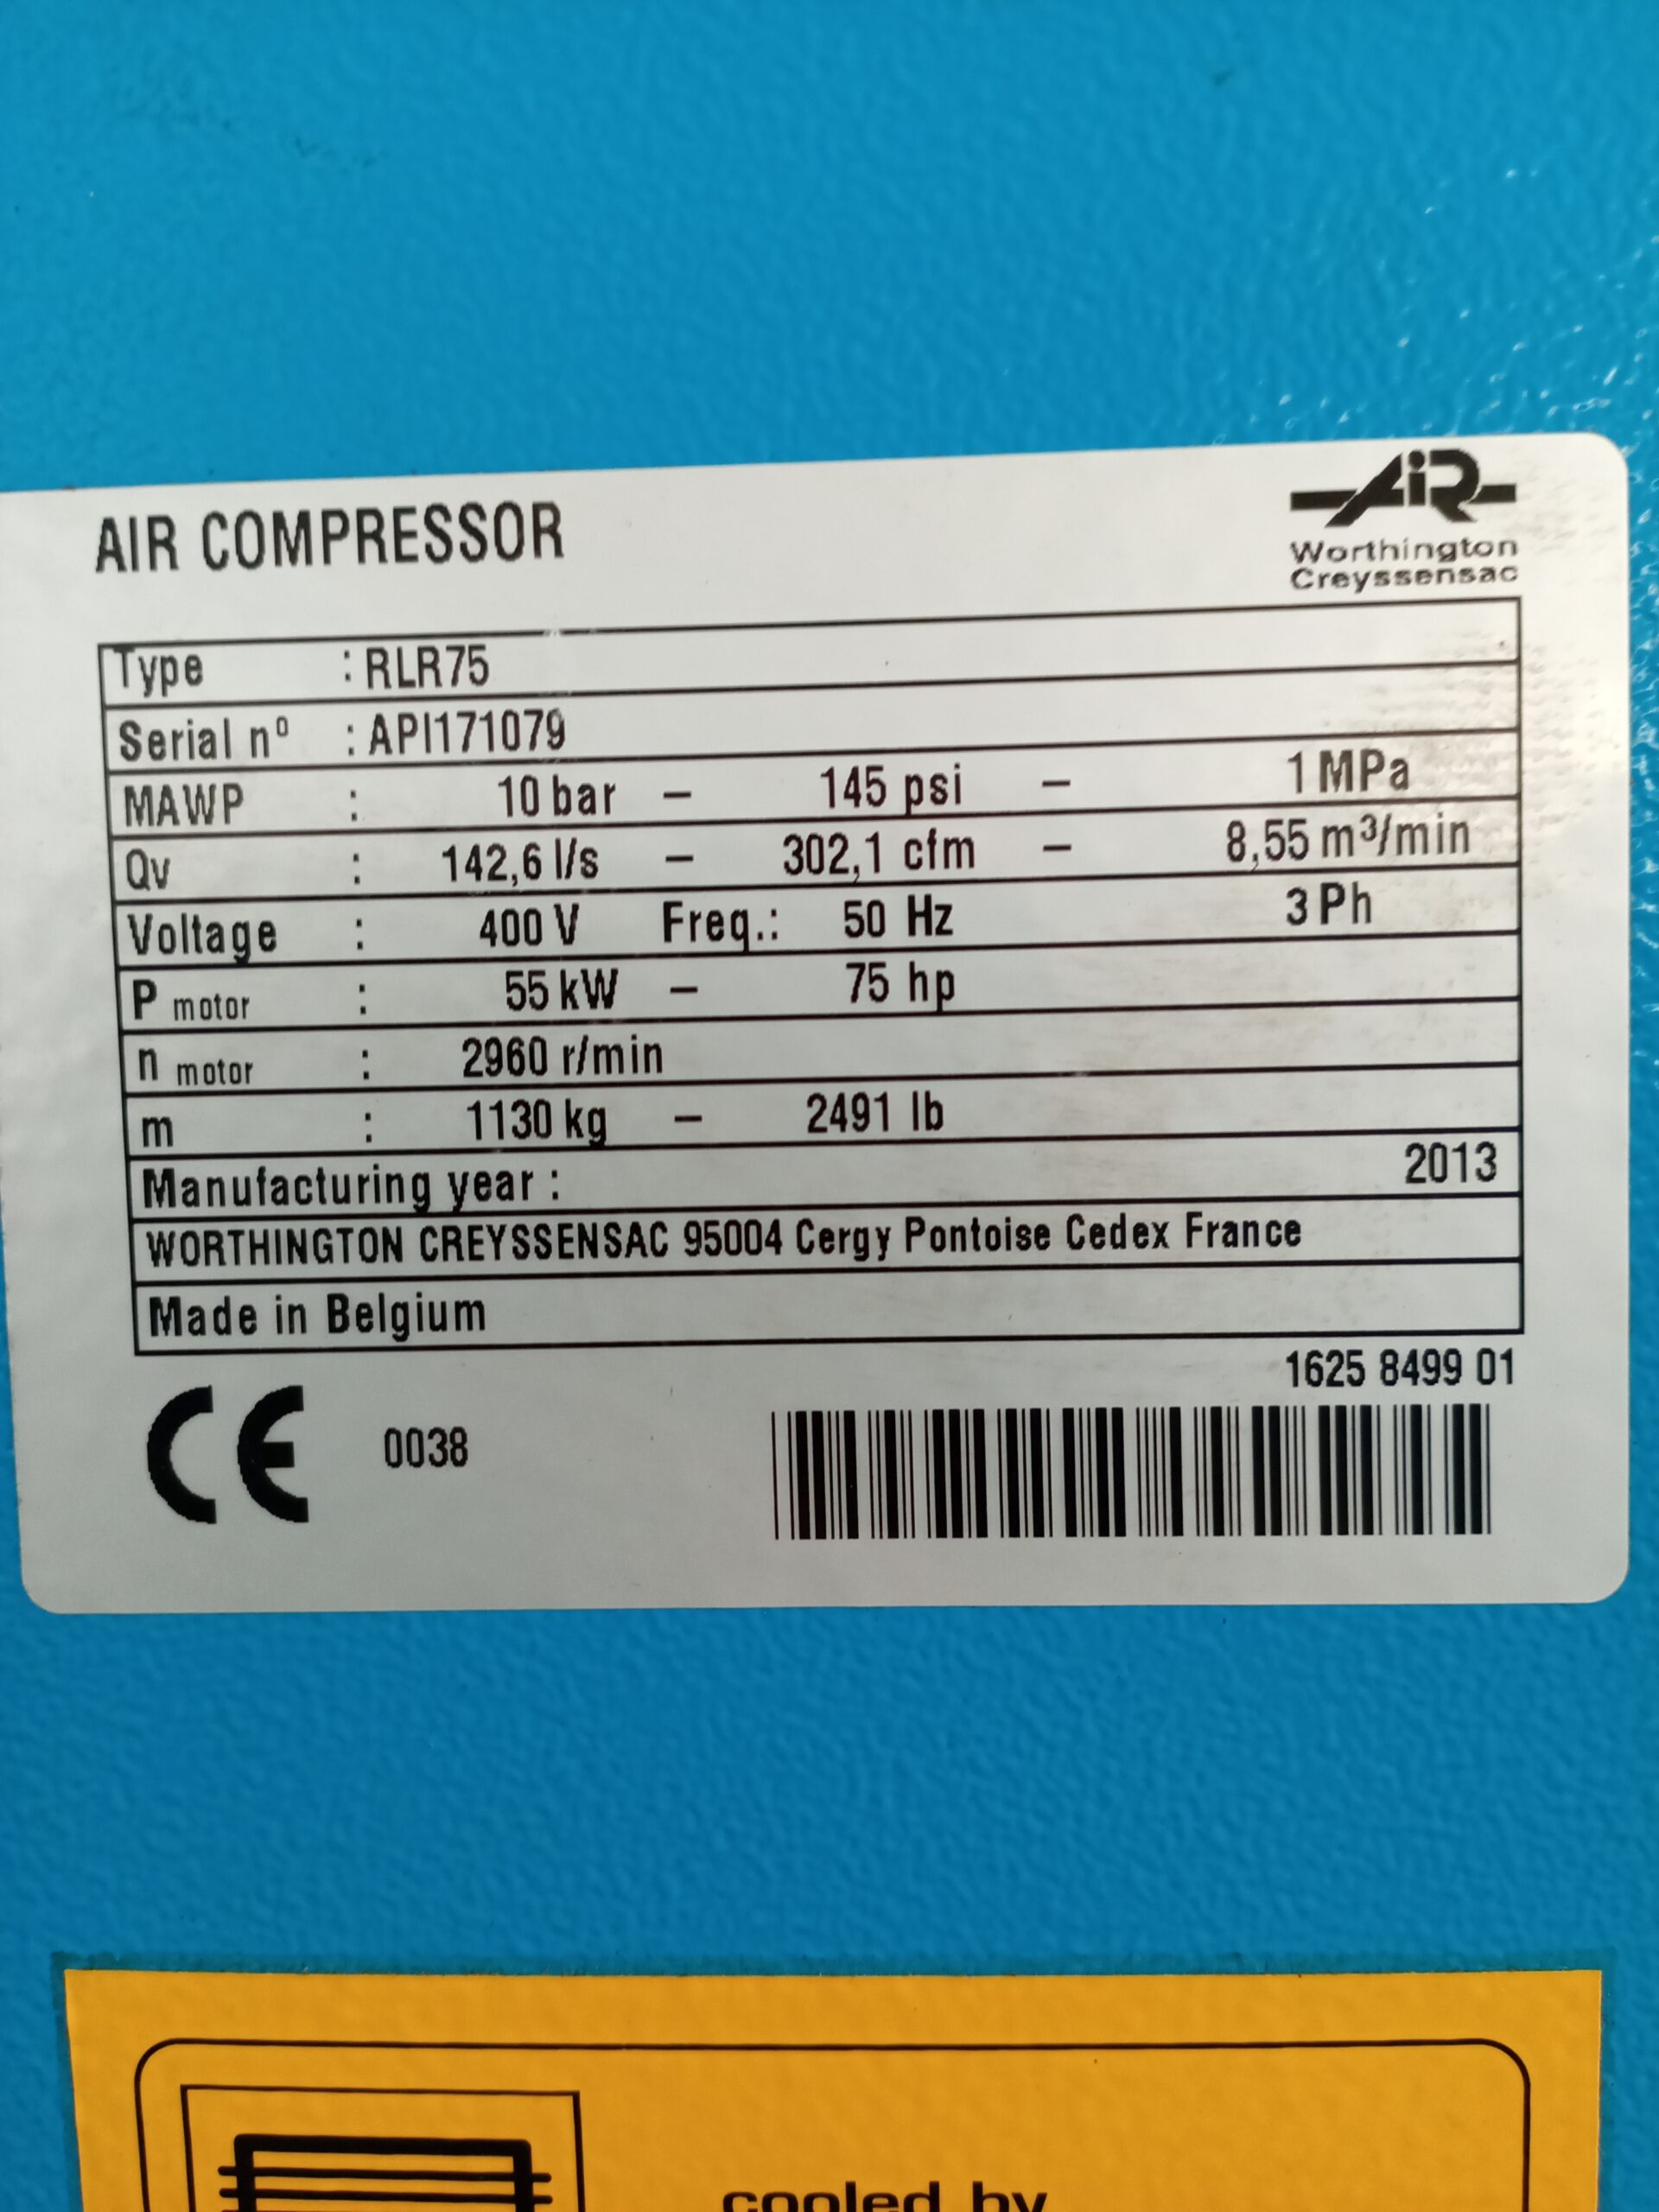 AIR COMPRESSOR
AiR
Worthington
Creyssensac
Type : RLR75
Serial nº : API171079
MAWP : 10 bar – 145 psi – 1 MPa
Qv : 142,6 l/s – 302,1 cfm – 8,55 m³/min
Voltage : 400 V Freq.: 50 Hz 3 Ph
P motor : 55 kW – 75 hp
n motor : 2960 r/min
m : 1130 kg – 2491 lb
Manufacturing year : 2013
WORTHINGTON CREYSSENSAC 95004 Cergy Pontoise Cedex France
Made in Belgium
1625 8499 01
CE 0038
cooled by